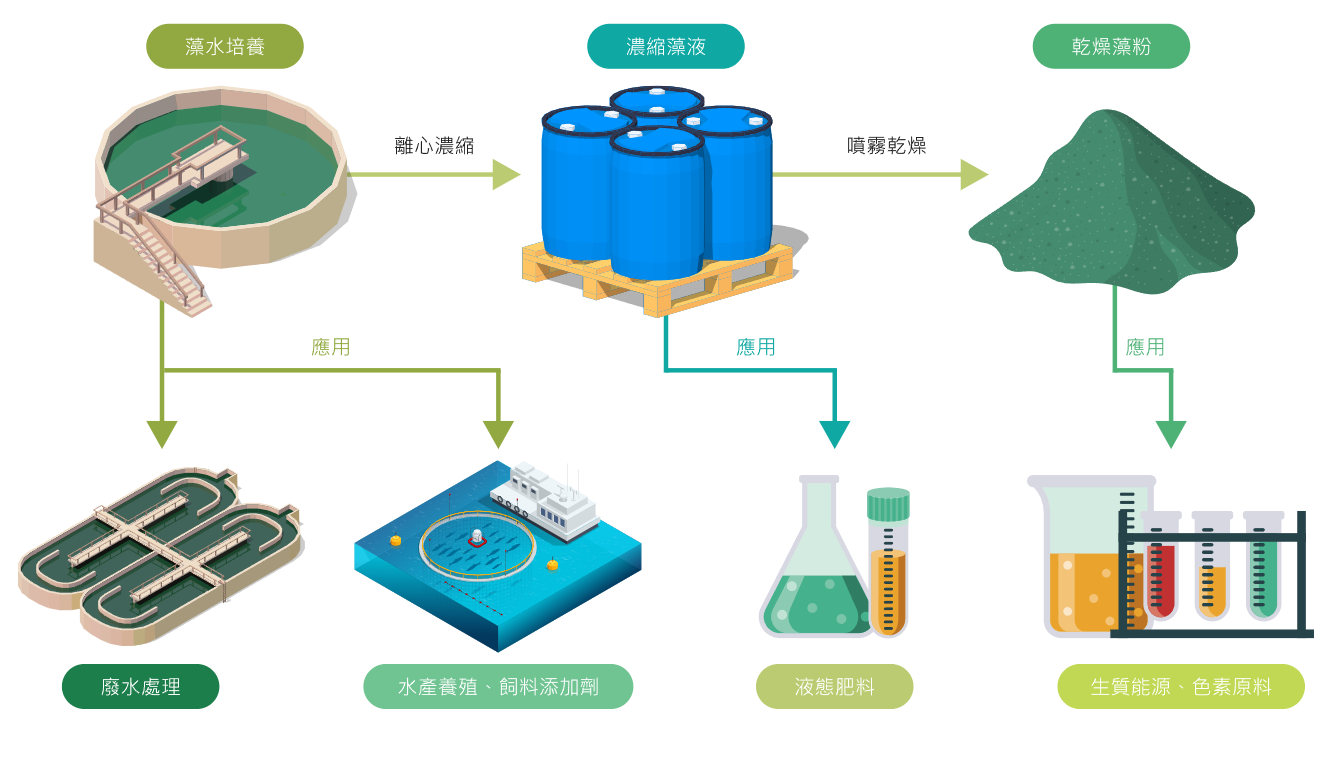 藻水培養
濃縮藻液
乾燥藻粉
離心濃縮
噴霧乾燥
應用
應用
應用
廢水處理
水產養殖、飼料添加劑
液態肥料
生質能源、色素原料